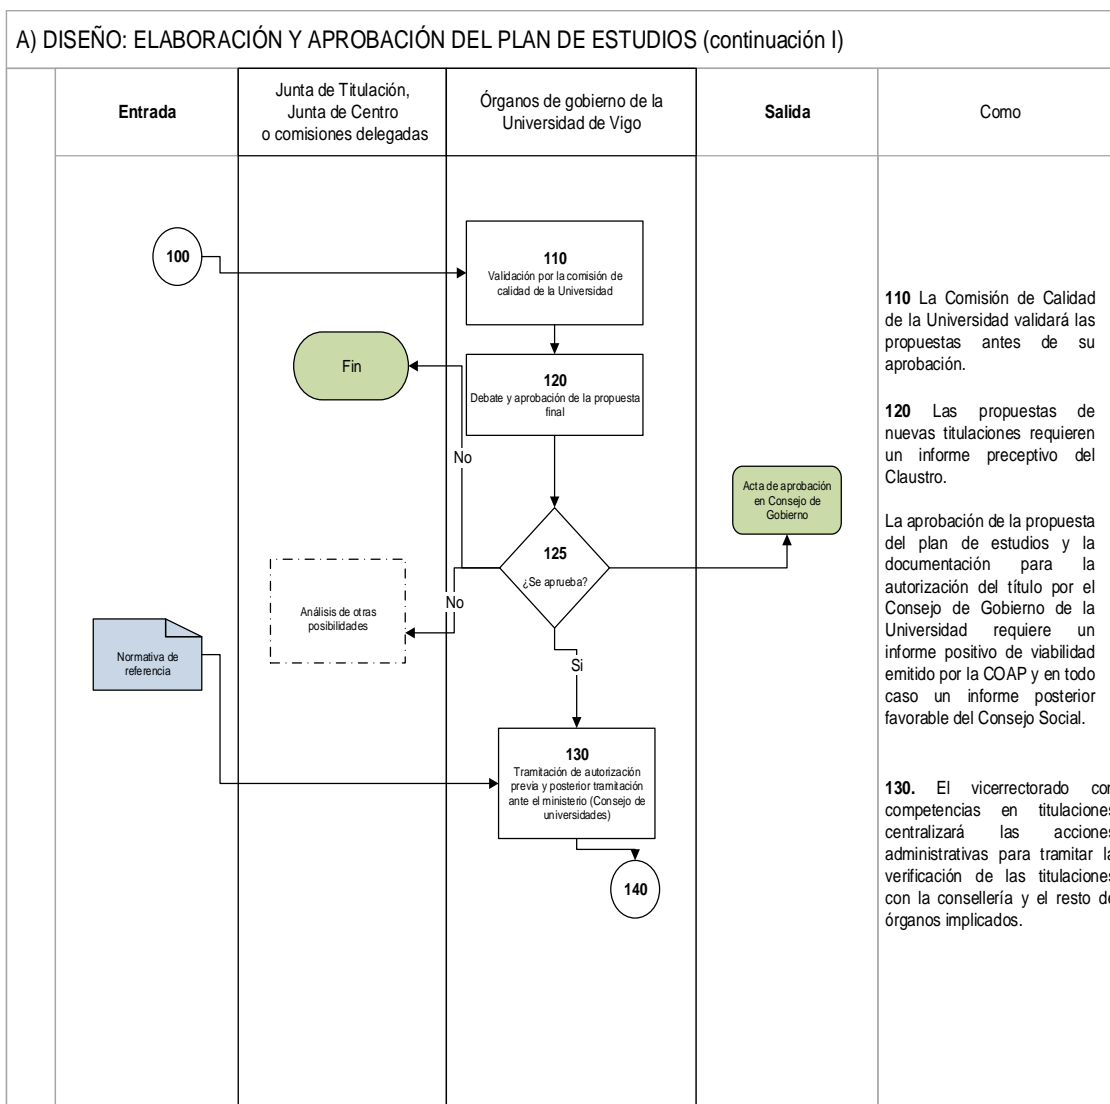 A) DISEÑO: ELABORACIÓN Y APROBACIÓN DEL PLAN DE ESTUDIOS (continuación I)
Entrada
Junta de Titulación,
Junta de Centro
o comisiones delegadas
Órganos de gobierno de la
Universidad de Vigo
Salida
Como
100
110
Validación por la comisión de
calidad de la Universidad
Fin
120
Debate y aprobación de la propuesta
final
No
Acta de aprobación
en Consejo de
Gobierno
125
¿Se aprueba?
No
Análisis de otras
posibilidades
Normativa de
referencia
Si
130
Tramitación de autorización
previa y posterior tramitación
ante el ministerio (Consejo de
universidades)
140
110 La Comisión de Calidad
de la Universidad validará las
propuestas antes de su
aprobación.
120 Las propuestas de
nuevas titulaciones requieren
un informe preceptivo del
Claustro.
La aprobación de la propuesta
del plan de estudios y la
documentación para la
autorización del título por el
Consejo de Gobierno de la
Universidad requiere un
informe positivo de viabilidad
emitido por la COAP y en todo
caso un informe posterior
favorable del Consejo Social.
130. El vicerrectorado con
competencias en titulaciones
centralizará las acciones
administrativas para tramitar la
verificación de las titulaciones
con la consellería y el resto de
órganos implicados.